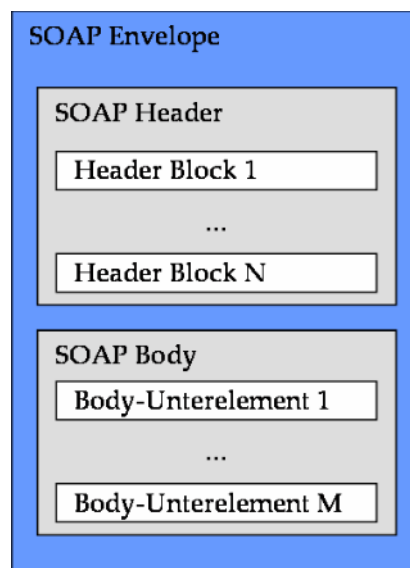 SOAP Envelope
SOAP Header
Header Block 1
...
Header Block N
SOAP Body
Body-Unterelement 1
...
Body-Unterelement M